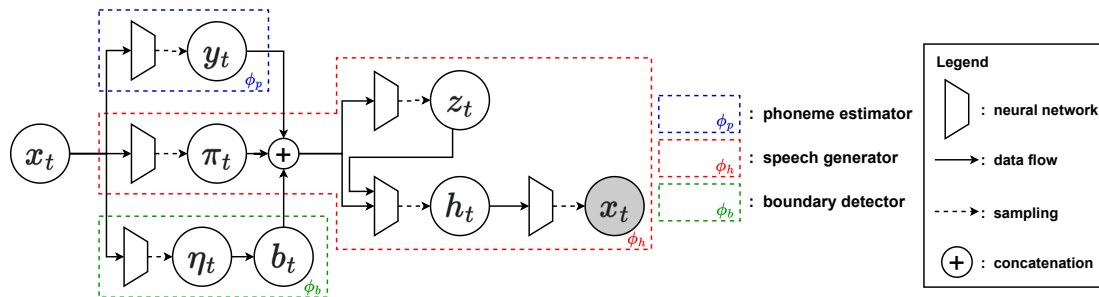 x_t
y_t
ϕ_p
π_t
η_t
b_t
ϕ_b
+
z_t
h_t
x_t
ϕ_h
ϕ_p : phoneme estimator
ϕ_h : speech generator
ϕ_b : boundary detector
Legend
: neural network
: data flow
: sampling
+ : concatenation